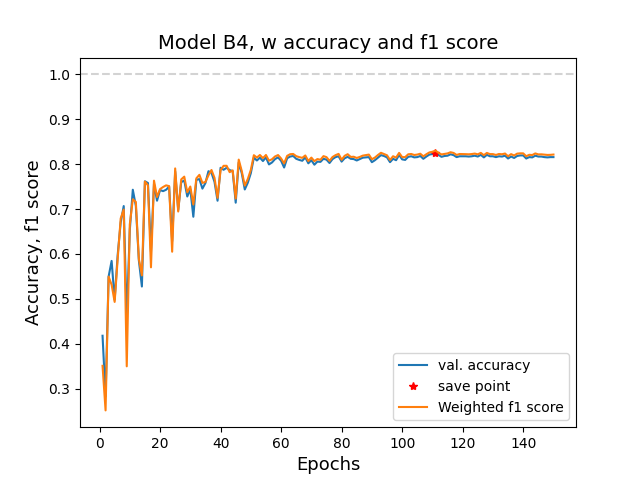 Model B4, w accuracy and f1 score
Accuracy, f1 score
1.0
0.9
0.8
0.7
0.6
0.5
0.4
0.3
val. accuracy
save point
Weighted f1 score
0 20 40 60 80 100 120 140
Epochs